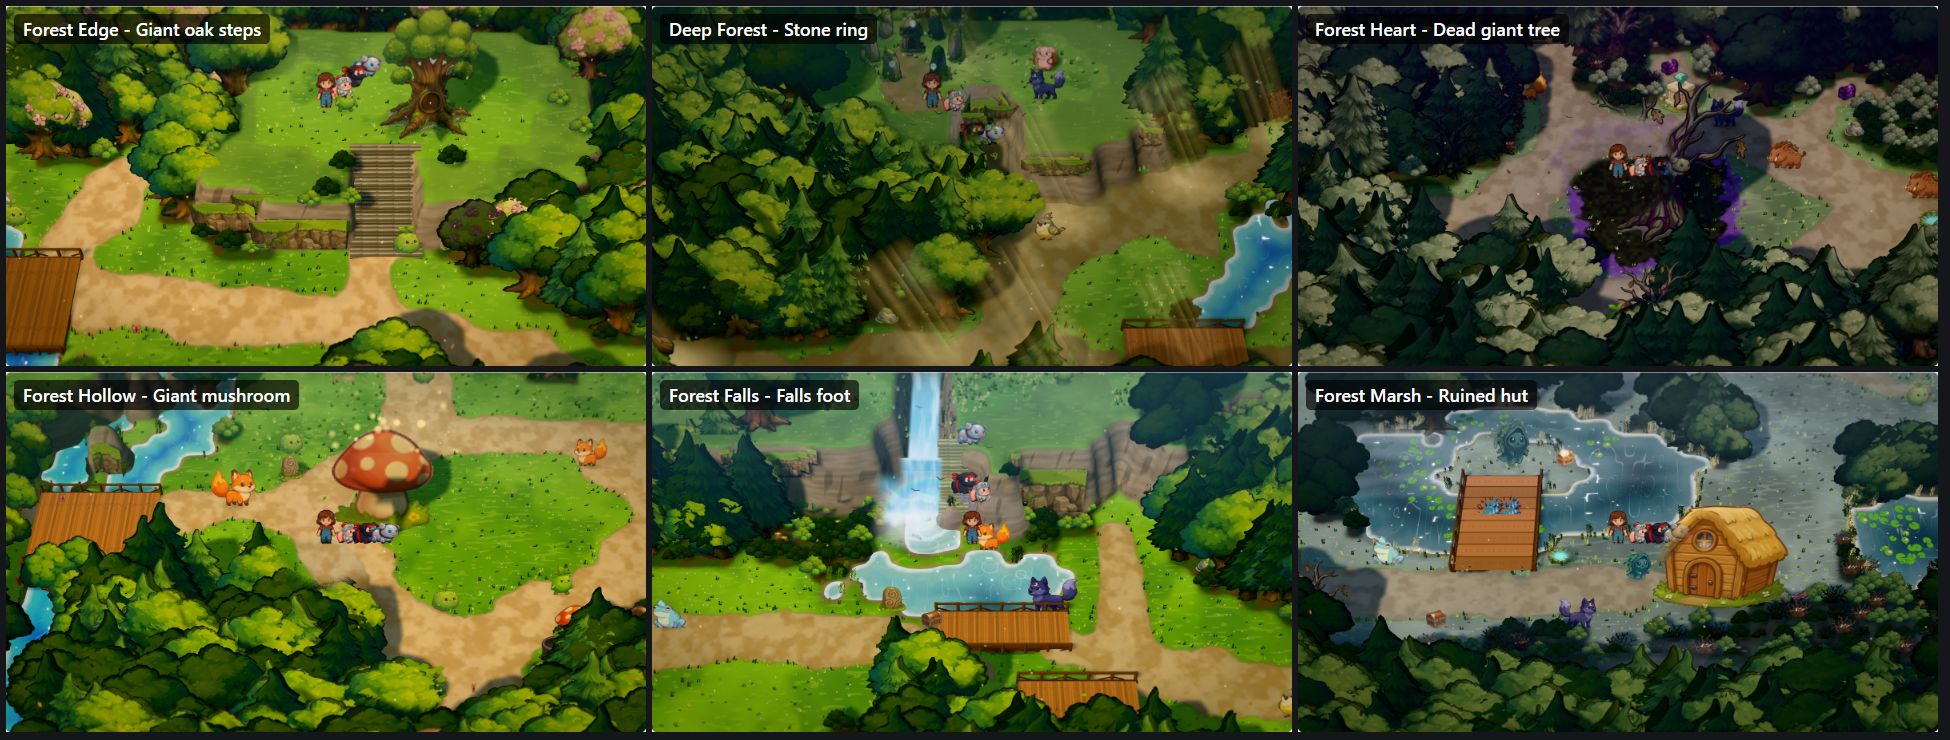 Forest Edge - Giant oak steps
Deep Forest - Stone ring
Forest Heart - Dead giant tree
Forest Hollow - Giant mushroom
Forest Falls - Falls foot
Forest Marsh - Ruined hut